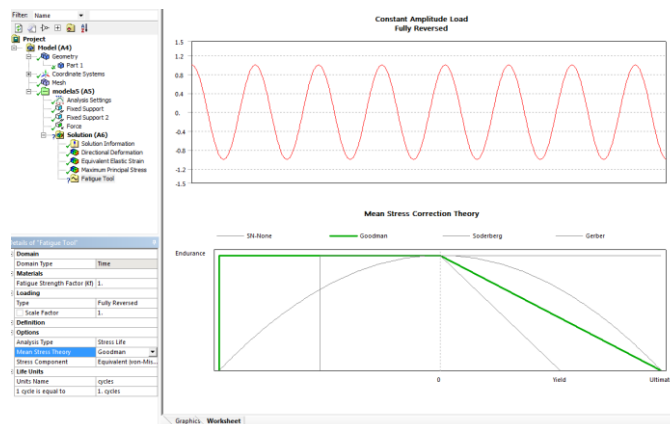 Filter: Name
Project
Model (A4)
Geometry
Part 1
Coordinate Systems
Mesh
modela5 (A5)
Analysis Settings
Fixed Support
Fixed Support 2
Force
Solution (A6)
Solution Information
Directional Deformation
Equivalent Elastic Strain
Maximum Principal Stress
Fatigue Tool
Details of "Fatigue Tool"
Domain
Domain Type Time
Materials
Fatigue Strength Factor (Kf) 1.
Loading
Type Fully Reversed
Scale Factor 1.
Definition
Options
Analysis Type Stress Life
Mean Stress Theory Goodman
Stress Component Equivalent (von-Mis...
Life Units
Units Name cycles
1 cycle is equal to 1. cycles
Constant Amplitude Load
Fully Reversed
1.5
1.2
0.8
0.4
0.
-0.4
-0.8
-1.2
-1.5
Mean Stress Correction Theory
SN-None Goodman Soderberg Gerber
Endurance
0 Yield Ultimat
Graphics Worksheet